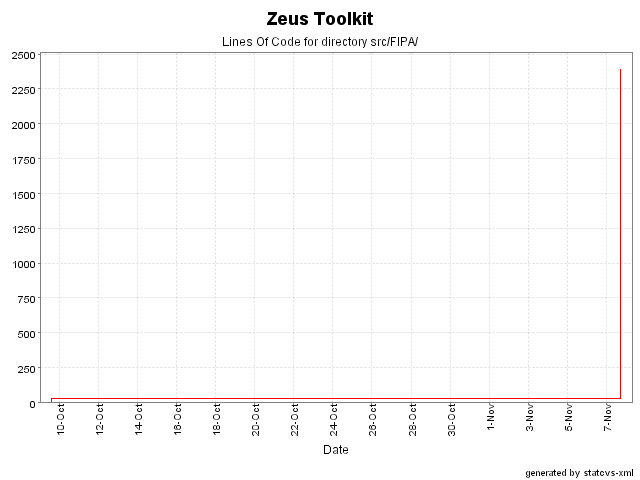 Zeus Toolkit
Lines Of Code for directory src/FIPA/
2500
2250
2000
1750
1500
1250
1000
750
500
250
0
10-Oct
12-Oct
14-Oct
16-Oct
18-Oct
20-Oct
22-Oct
24-Oct
26-Oct
28-Oct
30-Oct
1-Nov
3-Nov
5-Nov
7-Nov
Date
generated by statcvs-xml